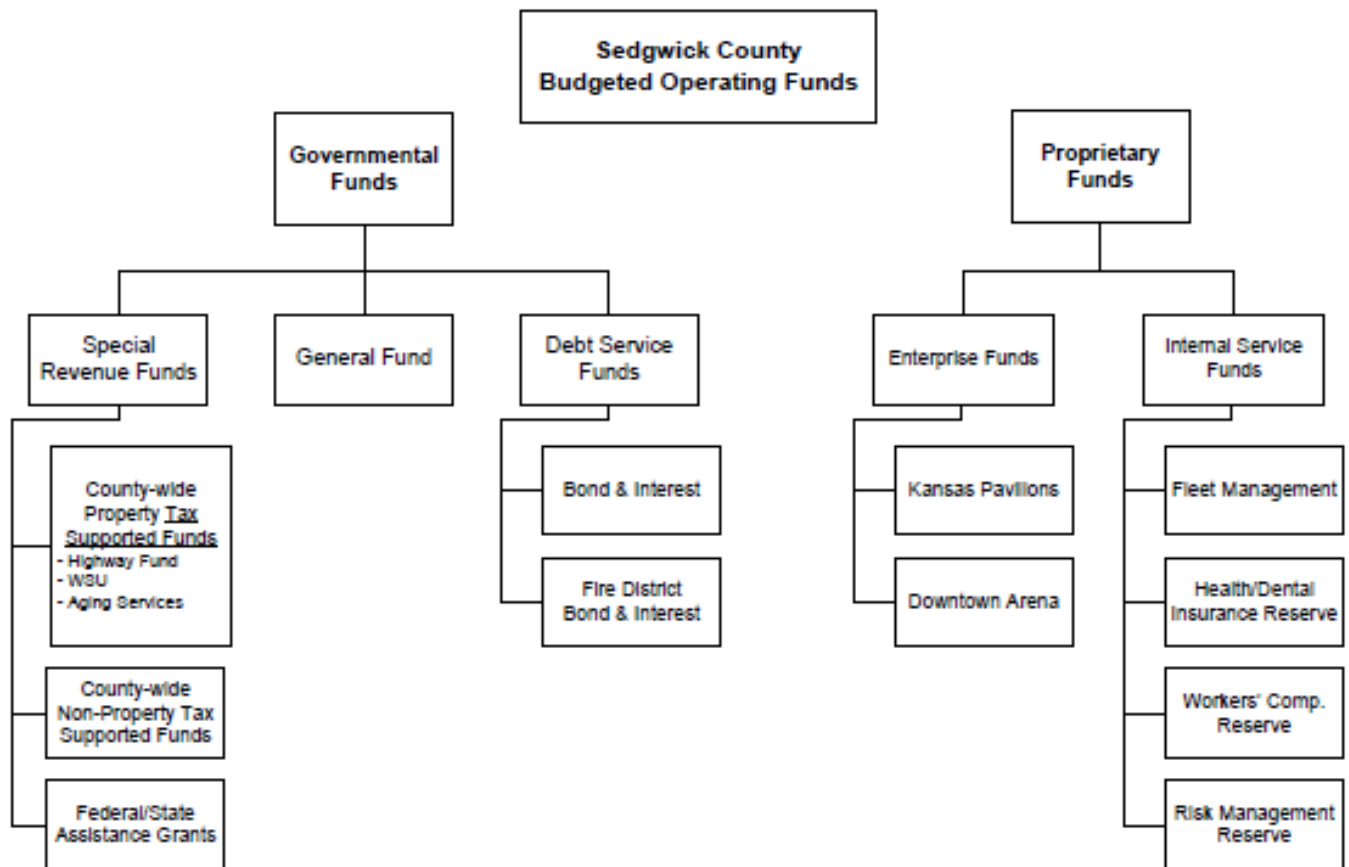 Sedgwick County
Budgeted Operating Funds
Governmental
Funds
Proprietary
Funds
Special
Revenue Funds
General Fund
Debt Service
Funds
Enterprise Funds
Internal Service
Funds
County-wide
Property Tax
Supported Funds
- Highway Fund
- WSU
- Aging Services
County-wide
Non-Property Tax
Supported Funds
Federal/State
Assistance Grants
Bond & Interest
Fire District
Bond & Interest
Kansas Pavilions
Downtown Arena
Fleet Management
Health/Dental
Insurance Reserve
Workers' Comp.
Reserve
Risk Management
Reserve